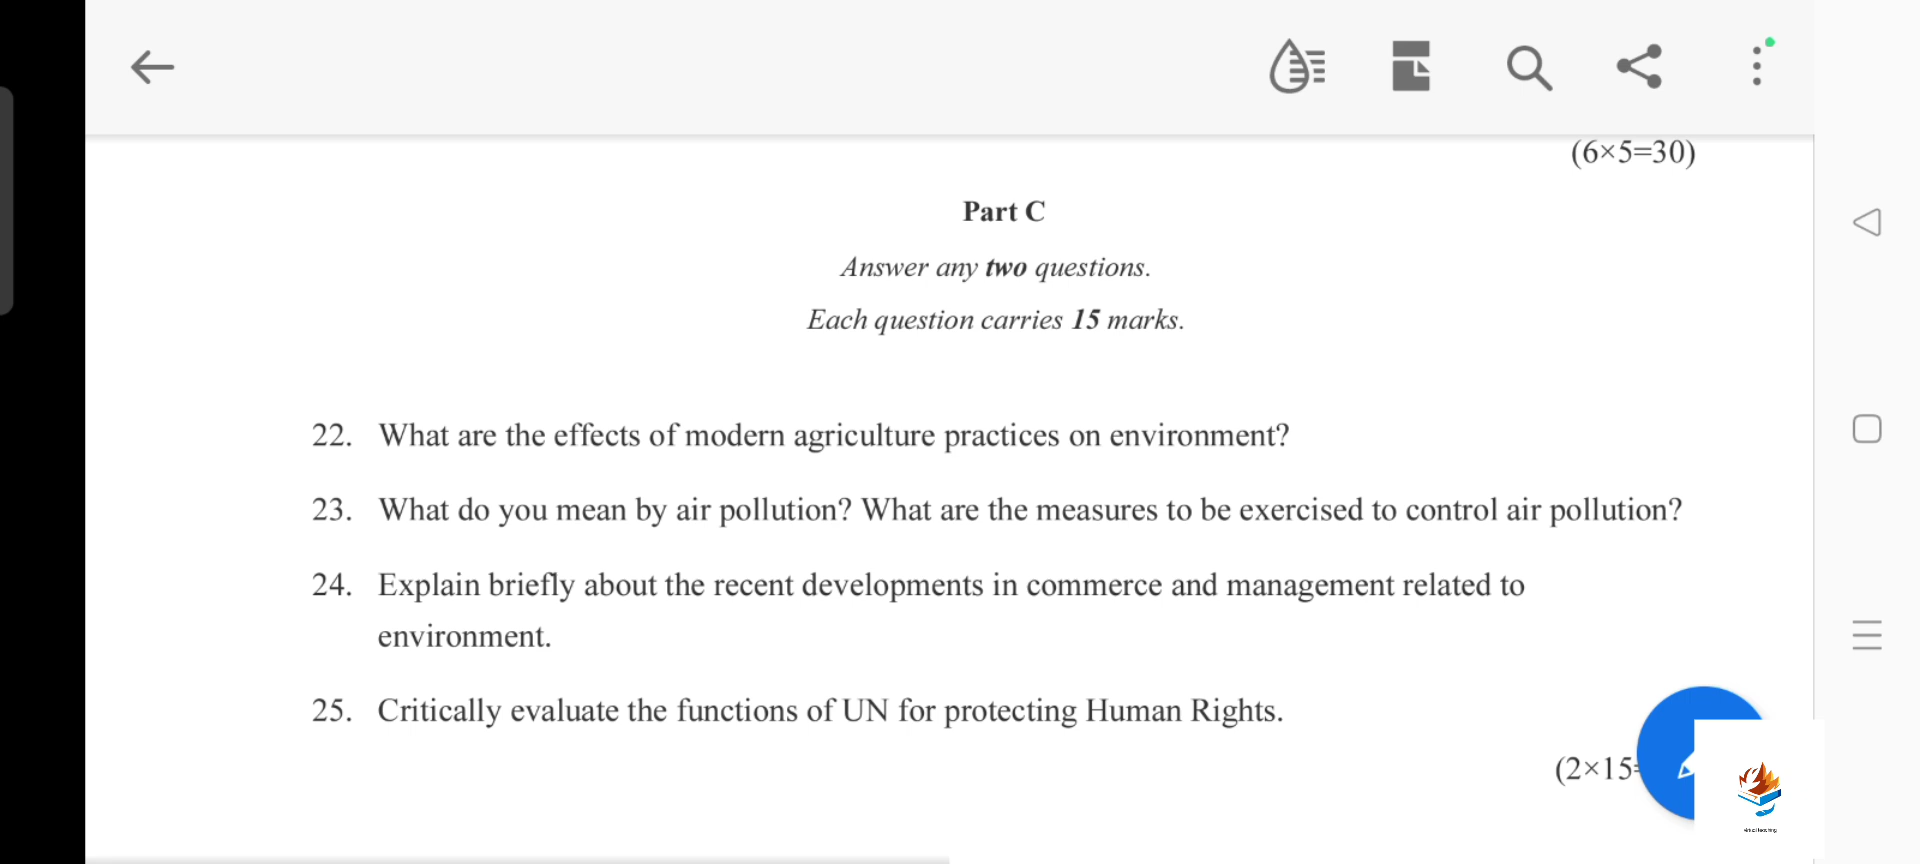 (6×5=30)
Part C
Answer any two questions.
Each question carries 15 marks.
22. What are the effects of modern agriculture practices on environment?
23. What do you mean by air pollution? What are the measures to be exercised to control air pollution?
24. Explain briefly about the recent developments in commerce and management related to
environment.
25. Critically evaluate the functions of UN for protecting Human Rights.
(2×15